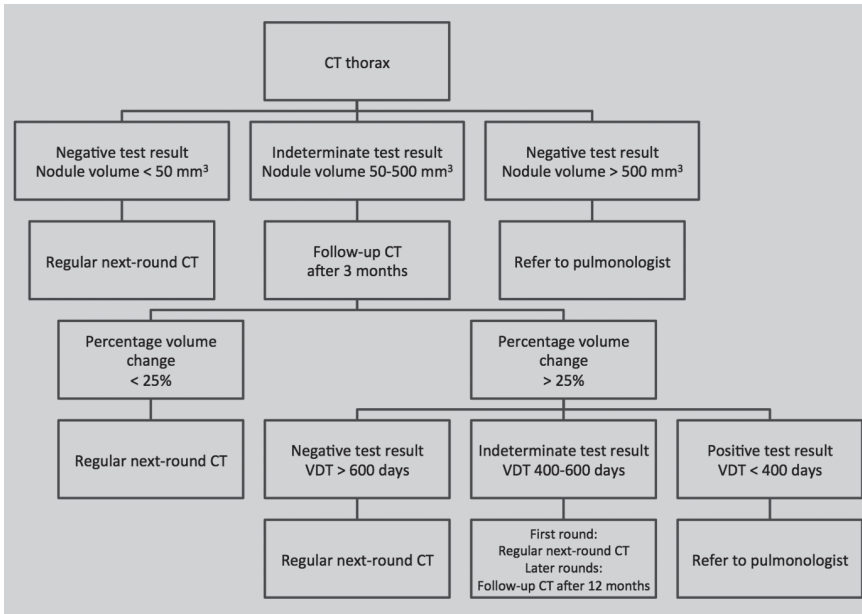 CT thorax
Negative test result
Nodule volume < 50 mm³
Indeterminate test result
Nodule volume 50-500 mm³
Negative test result
Nodule volume > 500 mm³
Regular next-round CT
Follow-up CT
after 3 months
Refer to pulmonologist
Percentage volume
change
< 25%
Percentage volume
change
> 25%
Regular next-round CT
Negative test result
VDT > 600 days
Indeterminate test result
VDT 400-600 days
Positive test result
VDT < 400 days
Regular next-round CT
First round:
Regular next-round CT
Later rounds:
Follow-up CT after 12 months
Refer to pulmonologist